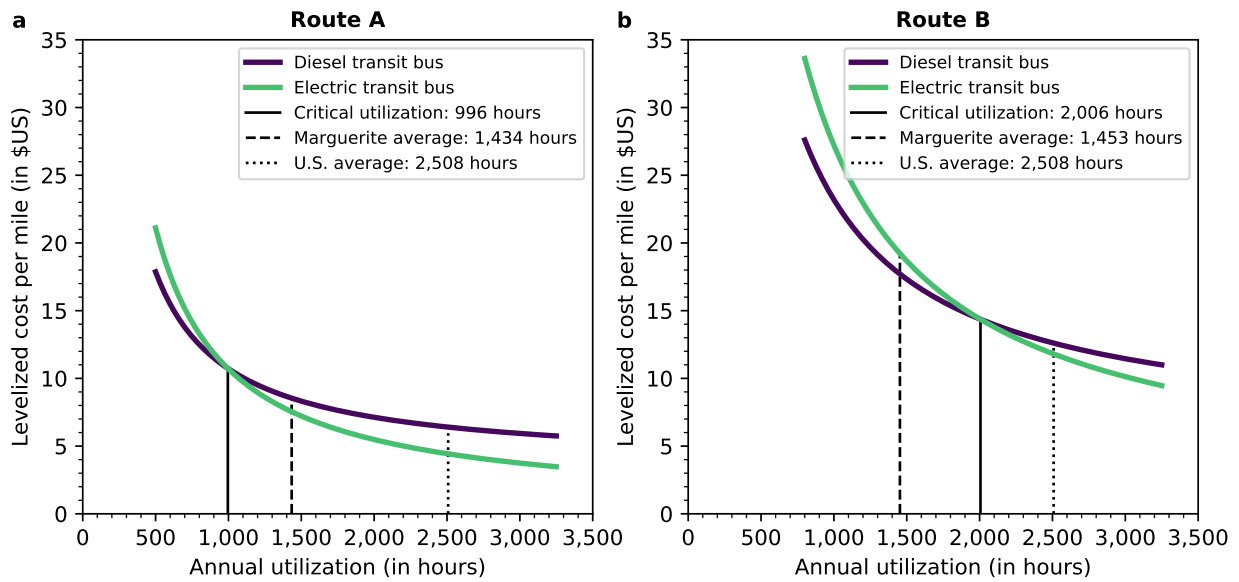 a
Route A
Levelized cost per mile (in $US)
35
30
25
20
15
10
5
0
Diesel transit bus
Electric transit bus
Critical utilization: 996 hours
Marguerite average: 1,434 hours
U.S. average: 2,508 hours
0 500 1,000 1,500 2,000 2,500 3,000 3,500
Annual utilization (in hours)
b
Route B
Levelized cost per mile (in $US)
35
30
25
20
15
10
5
0
Diesel transit bus
Electric transit bus
Critical utilization: 2,006 hours
Marguerite average: 1,453 hours
U.S. average: 2,508 hours
0 500 1,000 1,500 2,000 2,500 3,000 3,500
Annual utilization (in hours)